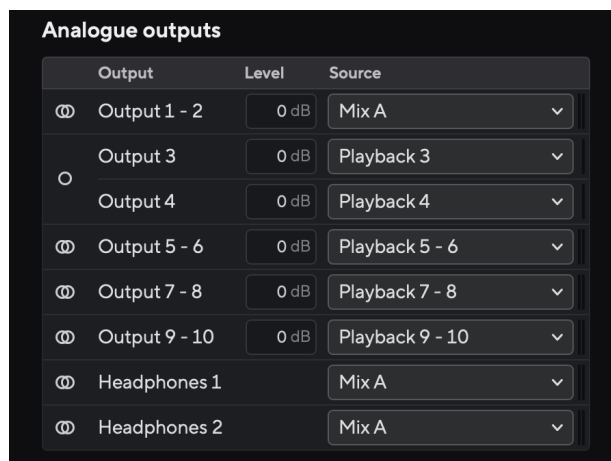 Analogue outputs
Output Level Source
Output 1 - 2 0 dB Mix A
Output 3 0 dB Playback 3
Output 4 0 dB Playback 4
Output 5 - 6 0 dB Playback 5 - 6
Output 7 - 8 0 dB Playback 7 - 8
Output 9 - 10 0 dB Playback 9 - 10
Headphones 1 Mix A
Headphones 2 Mix A